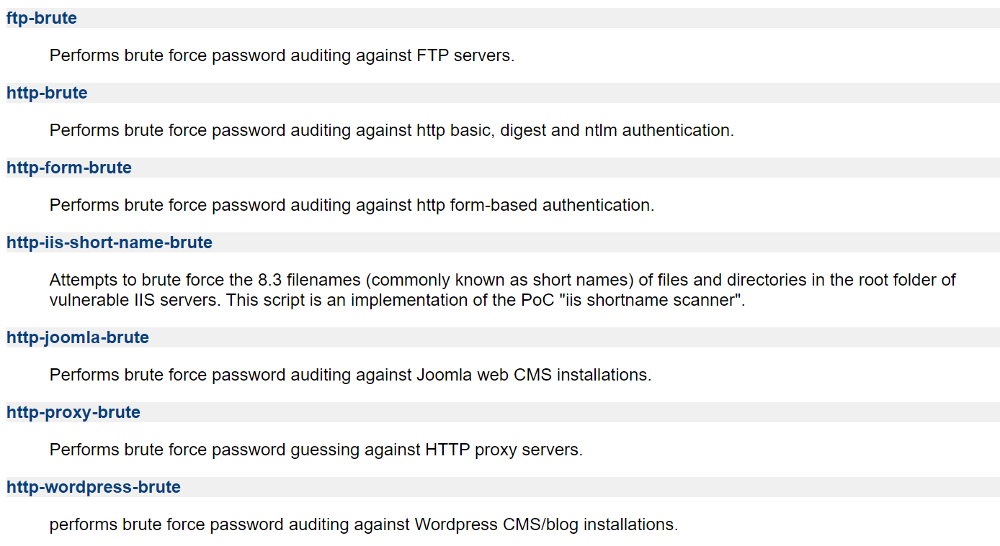 ftp-brute
Performs brute force password auditing against FTP servers.
http-brute
Performs brute force password auditing against http basic, digest and ntlm authentication.
http-form-brute
Performs brute force password auditing against http form-based authentication.
http-iis-short-name-brute
Attempts to brute force the 8.3 filenames (commonly known as short names) of files and directories in the root folder of
vulnerable IIS servers. This script is an implementation of the PoC "iis shortname scanner".
http-joomla-brute
Performs brute force password auditing against Joomla web CMS installations.
http-proxy-brute
Performs brute force password guessing against HTTP proxy servers.
http-wordpress-brute
performs brute force password auditing against Wordpress CMS/blog installations.